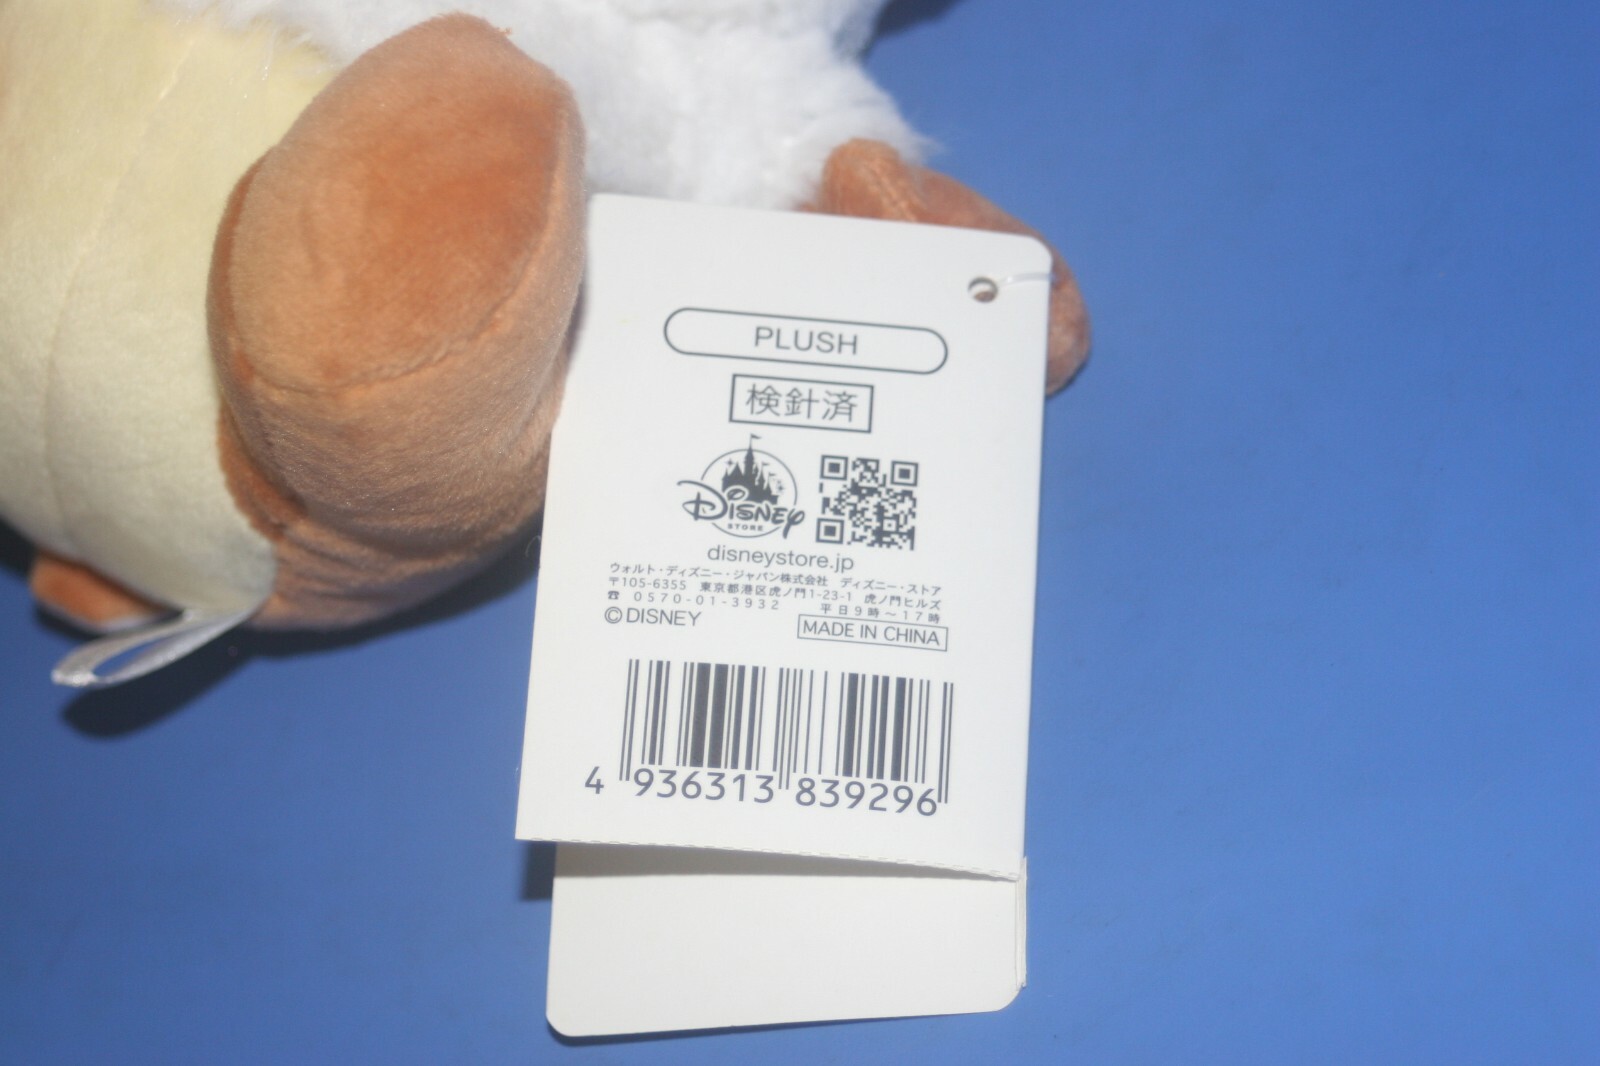 PLUSH
検針済
Disney
STORE
disneystore.jp
ウォルト・ディズニー・ジャパン株式会社 ディズニー・ストア
〒105-6355 東京都港区虎ノ門1-23-1 虎ノ門ヒルズ
☎ 0570-01-3932 平日9時～17時
©DISNEY
MADE IN CHINA
4 936313 839296